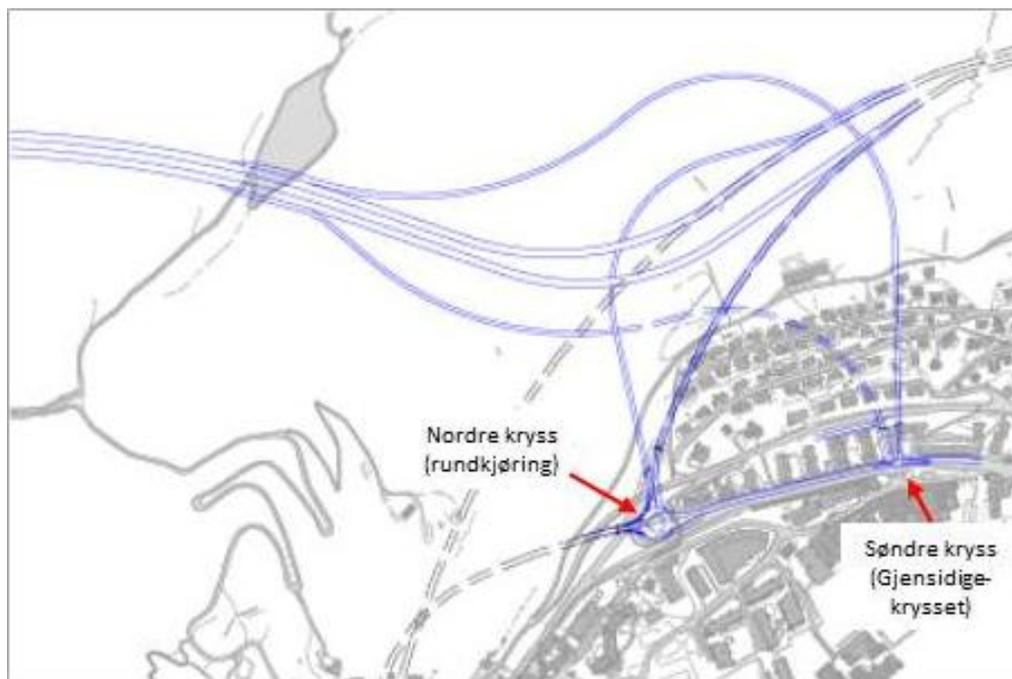 Nordre kryss
(rundkjøring)
Søndre kryss
(Gjensidige-
krysset)